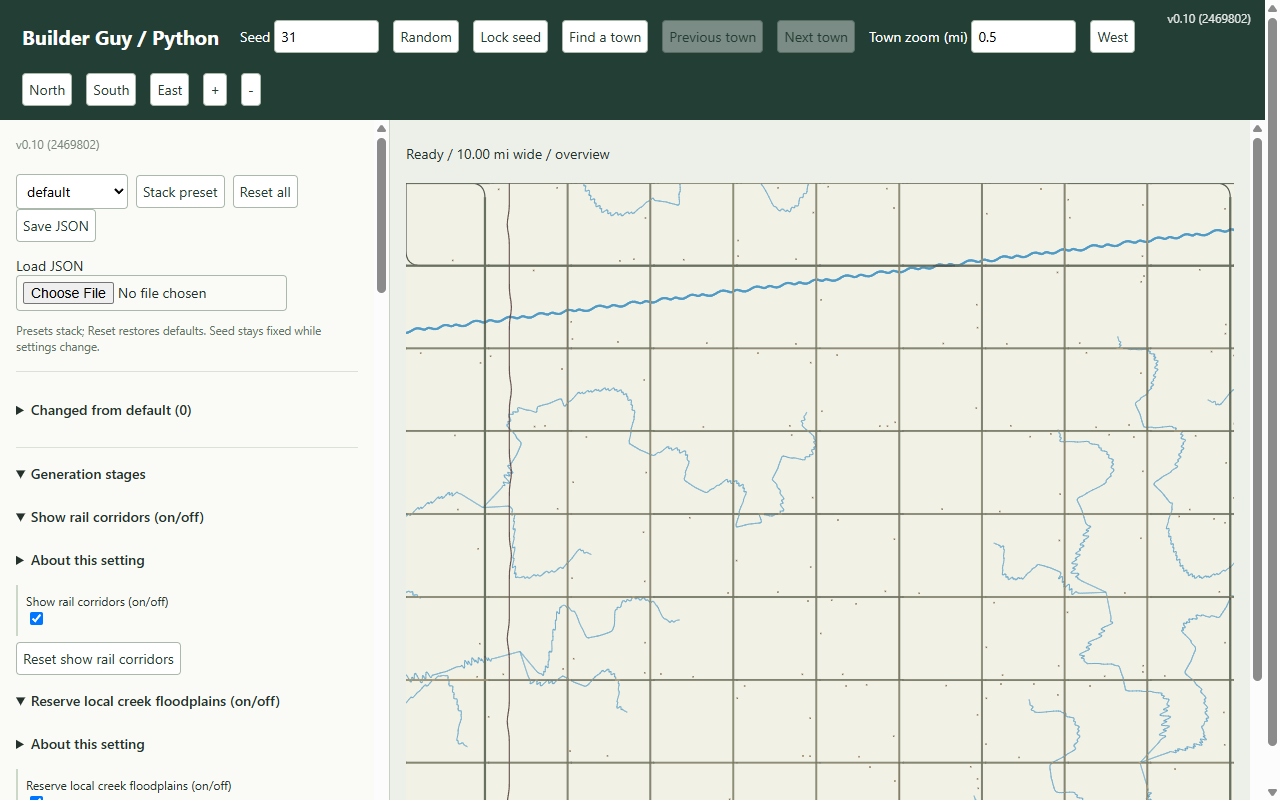 Builder Guy / Python
Seed 31 Random Lock seed Find a town Previous town Next town Town zoom (mi) 0.5 West
v0.10 (2469802)
North South East + -
v0.10 (2469802)
default Stack preset Reset all
Save JSON
Load JSON
Choose File No file chosen
Presets stack; Reset restores defaults. Seed stays fixed while
settings change.
Changed from default (0)
Generation stages
Show rail corridors (on/off)
About this setting
Show rail corridors (on/off)
Reset show rail corridors
Reserve local creek floodplains (on/off)
About this setting
Reserve local creek floodplains (on/off)
Ready / 10.00 mi wide / overview